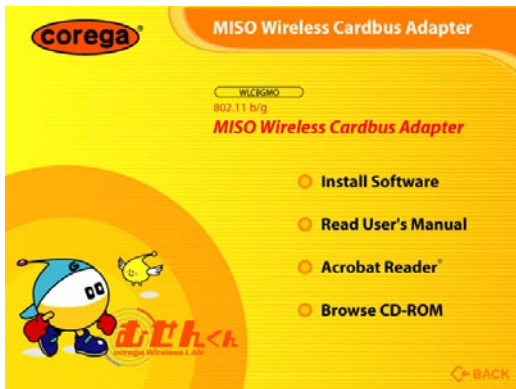 corega®
MISO Wireless Cardbus Adapter
WLCBGMO
802.11 b/g
MISO Wireless Cardbus Adapter
Install Software
Read User's Manual
Acrobat Reader®
Browse CD-ROM
むせんくん
corega Wireless LAN
BACK